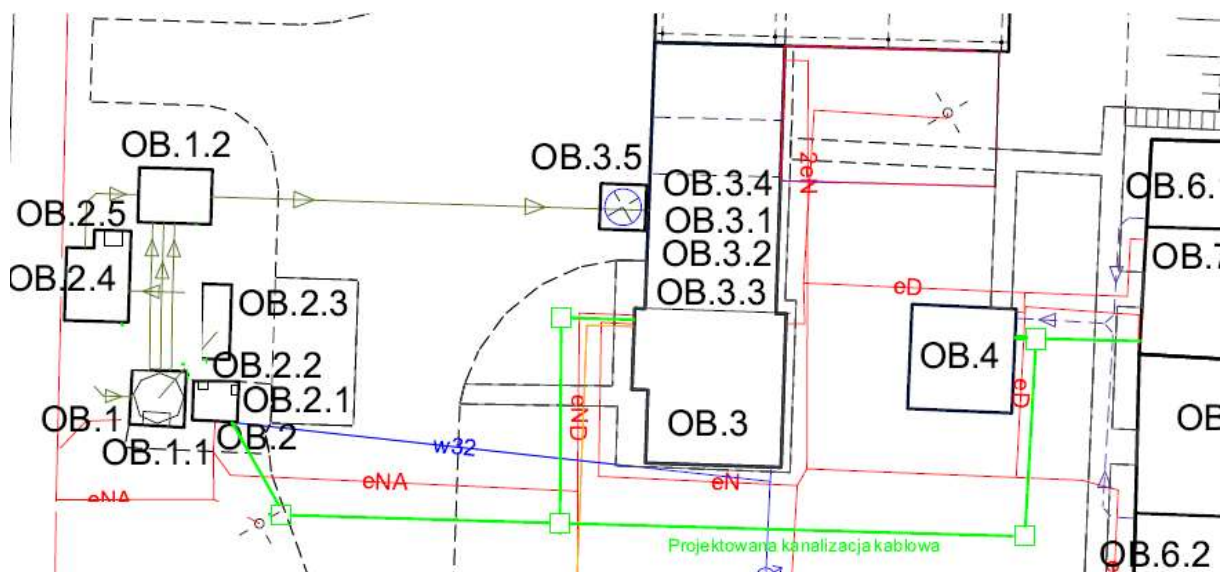 OB.1.2
OB.3.5
OB.3.4
2eN
OB.6.
OB.2.5
OB.3.1
OB.3.2
OB.7
OB.2.4
OB.2.3
OB.3.3
eD
OB.4
OB.2.2
OB.2.1
eD
OB.1
OB.2
eND
OB.3
OB
OB.1.1
w32
eNA
eNA
eN
Projektowana kanalizacja kablowa
OB.6.2